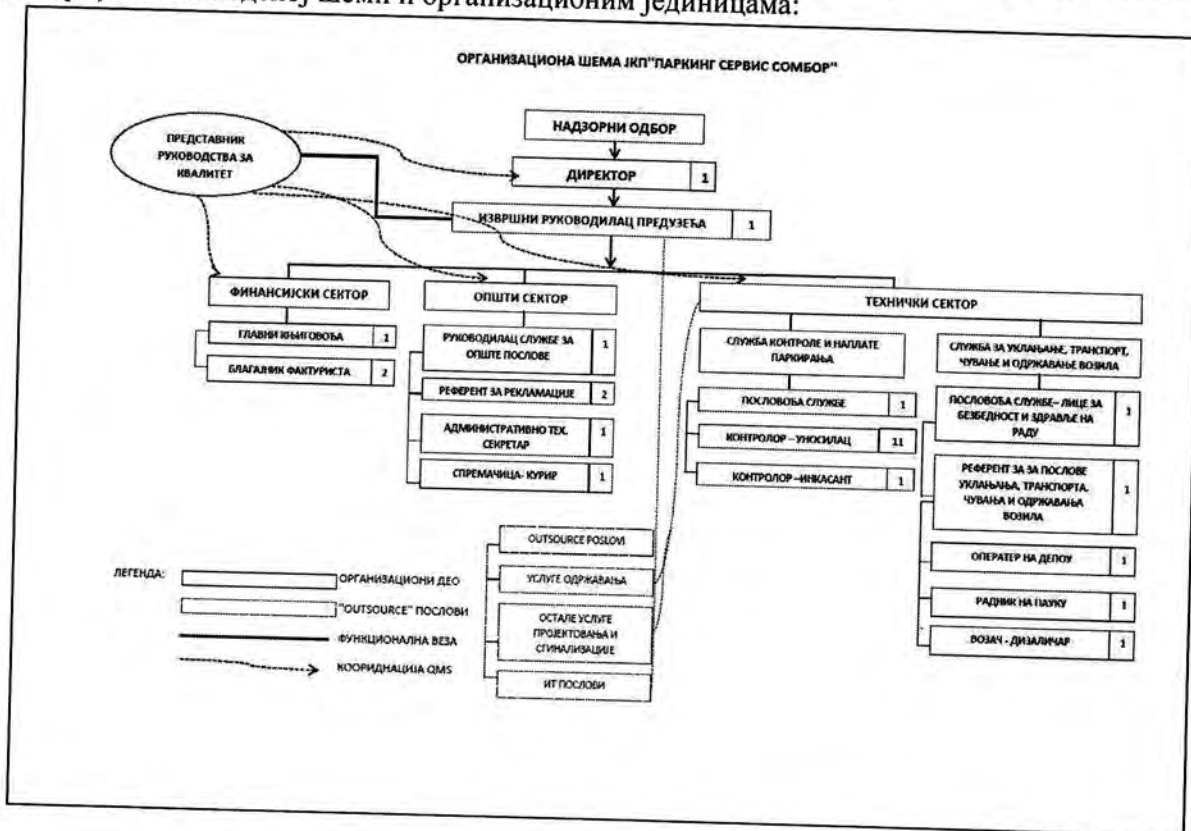 шеми и организационим јединицама:
ОРГАНИЗАЦИОНА ШЕМА ЈКП"ПАРКИНГ СЕРВИС СОМБОР"
ПРЕДСТАВНИК
РУКОВОДСТВА ЗА
КВАЛИТЕТ
НАДЗОРНИ ОДБОР
ДИРЕКТОР 1
ИЗВРШНИ РУКОВОДИЛАЦ ПРЕДУЗЕЋА 1
ФИНАНСИЈСКИ СЕКТОР
ГЛАВНИ КЊИГОВОЂА 1
БЛАГАЈНИК ФАКТУРИСТА 2
ОПШТИ СЕКТОР
РУКОВОДИЛАЦ СЛУЖБЕ ЗА
ОПШТЕ ПОСЛОВЕ 1
РЕФЕРЕНТ ЗА РЕКЛАМАЦИЈЕ 2
АДМИНИСТРАТИВНО ТЕХ.
СЕКРЕТАР 1
СПРЕМАЧИЦА- КУРИР 1
ТЕХНИЧКИ СЕКТОР
СЛУЖБА КОНТРОЛЕ И НАПЛАТЕ
ПАРКИРАЊА
ПОСЛОВОЂА СЛУЖБЕ 1
КОНТРОЛОР – УНОСИЛАЦ 11
КОНТРОЛОР –ИНКАСАНТ 1
СЛУЖБА ЗА УКЛАЊАЊЕ, ТРАНСПОРТ,
ЧУВАЊЕ И ОДРЖАВАЊЕ ВОЗИЛА
ПОСЛОВОЂА СЛУЖБЕ– ЛИЦЕ ЗА
БЕЗБЕДНОСТ И ЗДРАВЉЕ НА
РАДУ 1
РЕФЕРЕНТ ЗА ЗА ПОСЛОВЕ
УКЛАЊАЊА, ТРАНСПОРТА,
ЧУВАЊА И ОДРЖАВАЊА
ВОЗИЛА 1
ОПЕРАТЕР НА ДЕПОУ 1
РАДНИК НА ПАУКУ 1
ВОЗАЧ - ДИЗАЛИЧАР 1
OUTSOURCE POSLOVI
УСЛУГЕ ОДРЖАВАЊА
ОСТАЛЕ УСЛУГЕ
ПРОЈЕКТОВАЊА И
СГИНАЛИЗАЦИЈЕ
ИТ ПОСЛОВИ
ЛЕГЕНДА:
ОРГАНИЗАЦИОНИ ДЕО
"OUTSOURCE" ПОСЛОВИ
ФУНКЦИОНАЛНА ВЕЗА
КООРИДНАЦИЈА QMS